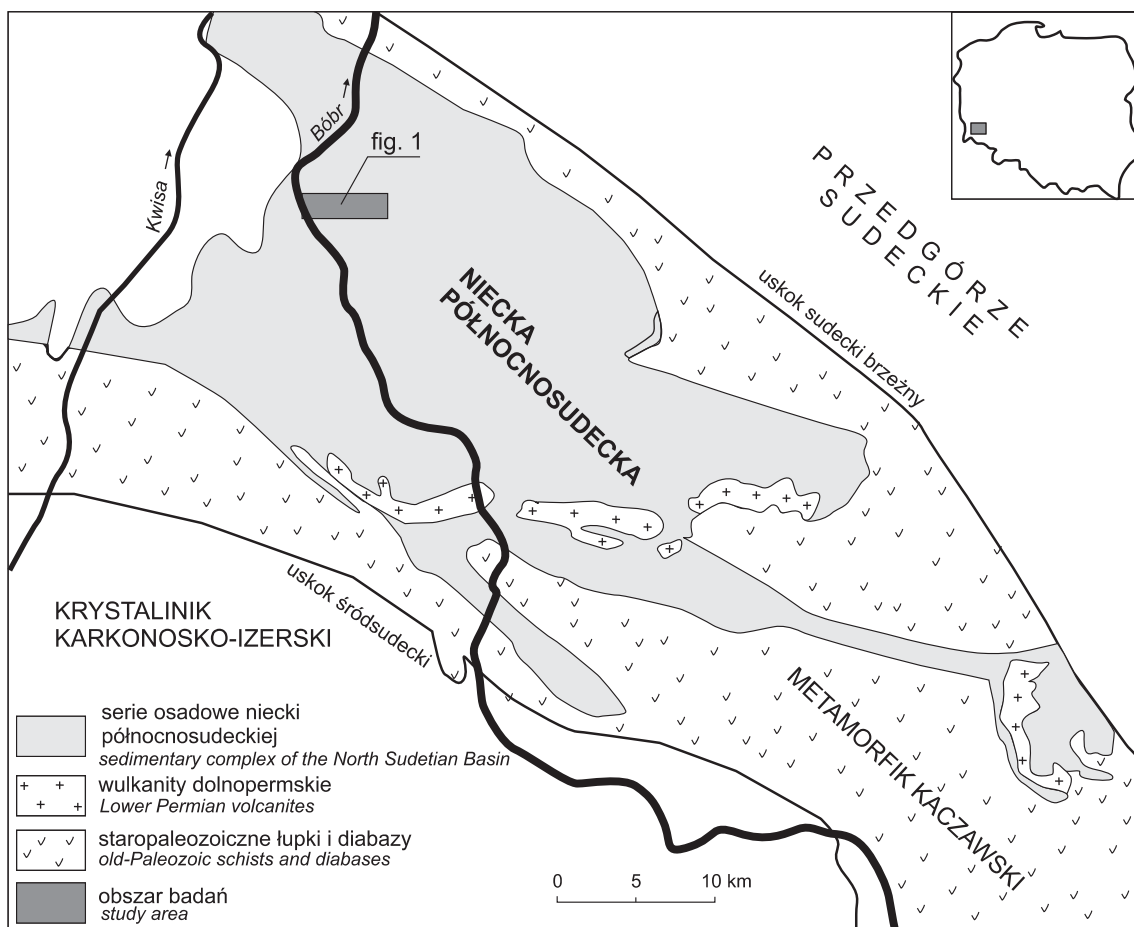 Bóbr
fig. 1
Kwisa
PRZEDGÓRZE
SUDECKIE
NIECKA
PÓŁNOCNOSUDECKA
uskok sudecki brzeżny
uskok śródsudecki
KRYSTALINIK
KARKONOSKO-IZERSKI
METAMORFIK KACZAWSKI
serie osadowe niecki
północnosudeckiej
sedimentary complex of the North Sudetian Basin
wulkanity dolnopermskie
Lower Permian volcanites
staropaleozoiczne łupki i diabazy
old-Paleozoic schists and diabases
obszar badań
study area
0 5 10 km